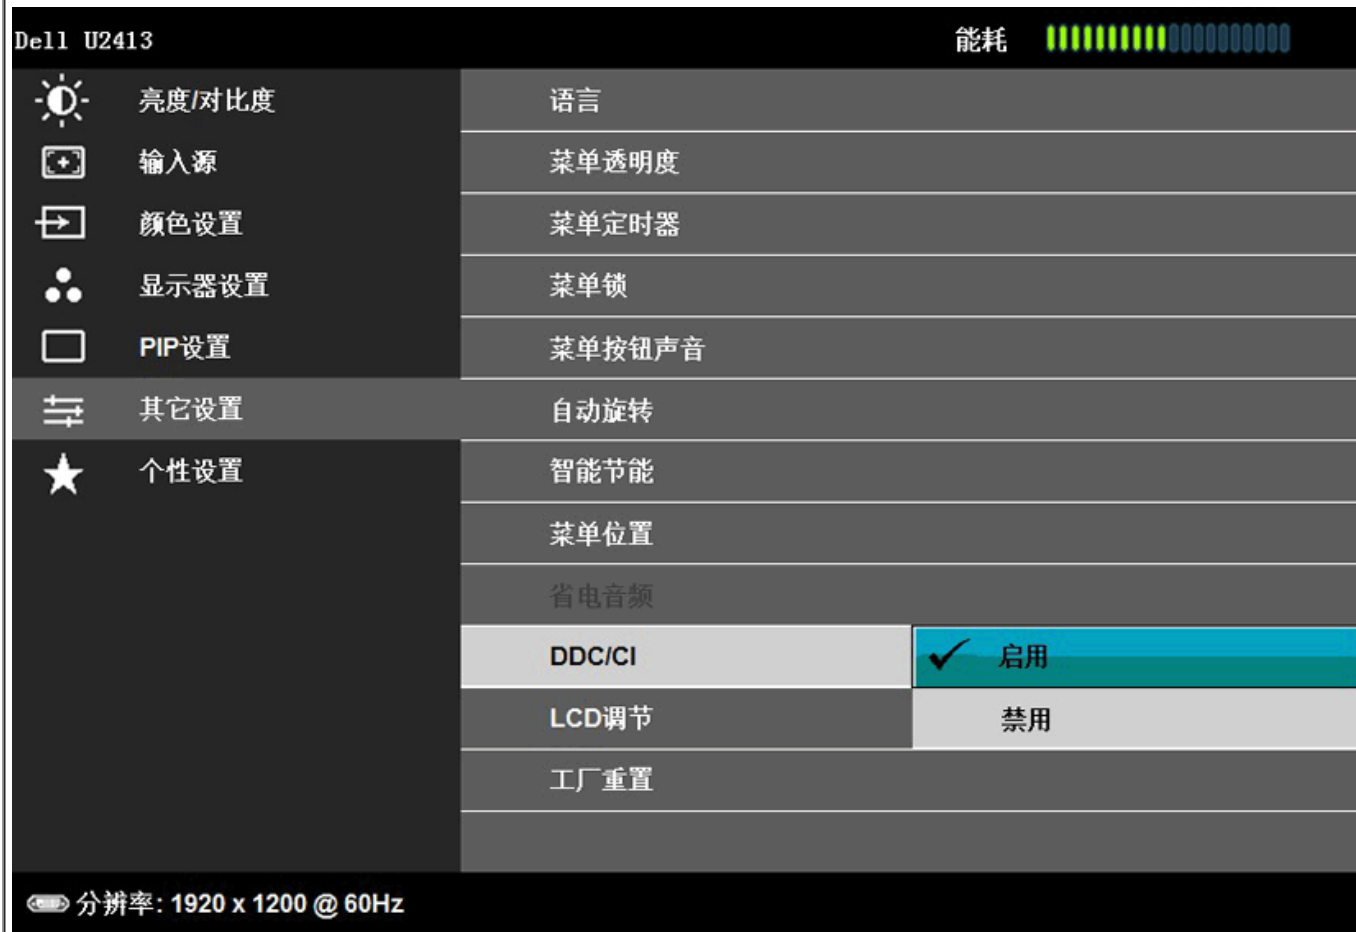 Dell U2413 能耗
亮度/对比度 语言
输入源 菜单透明度
颜色设置 菜单定时器
显示器设置 菜单锁
PIP设置 菜单按钮声音
其它设置 自动旋转
个性设置 智能节能
菜单位置
省电音频
DDC/CI 启用
LCD调节 禁用
工厂重置
分辨率: 1920 x 1200 @ 60Hz